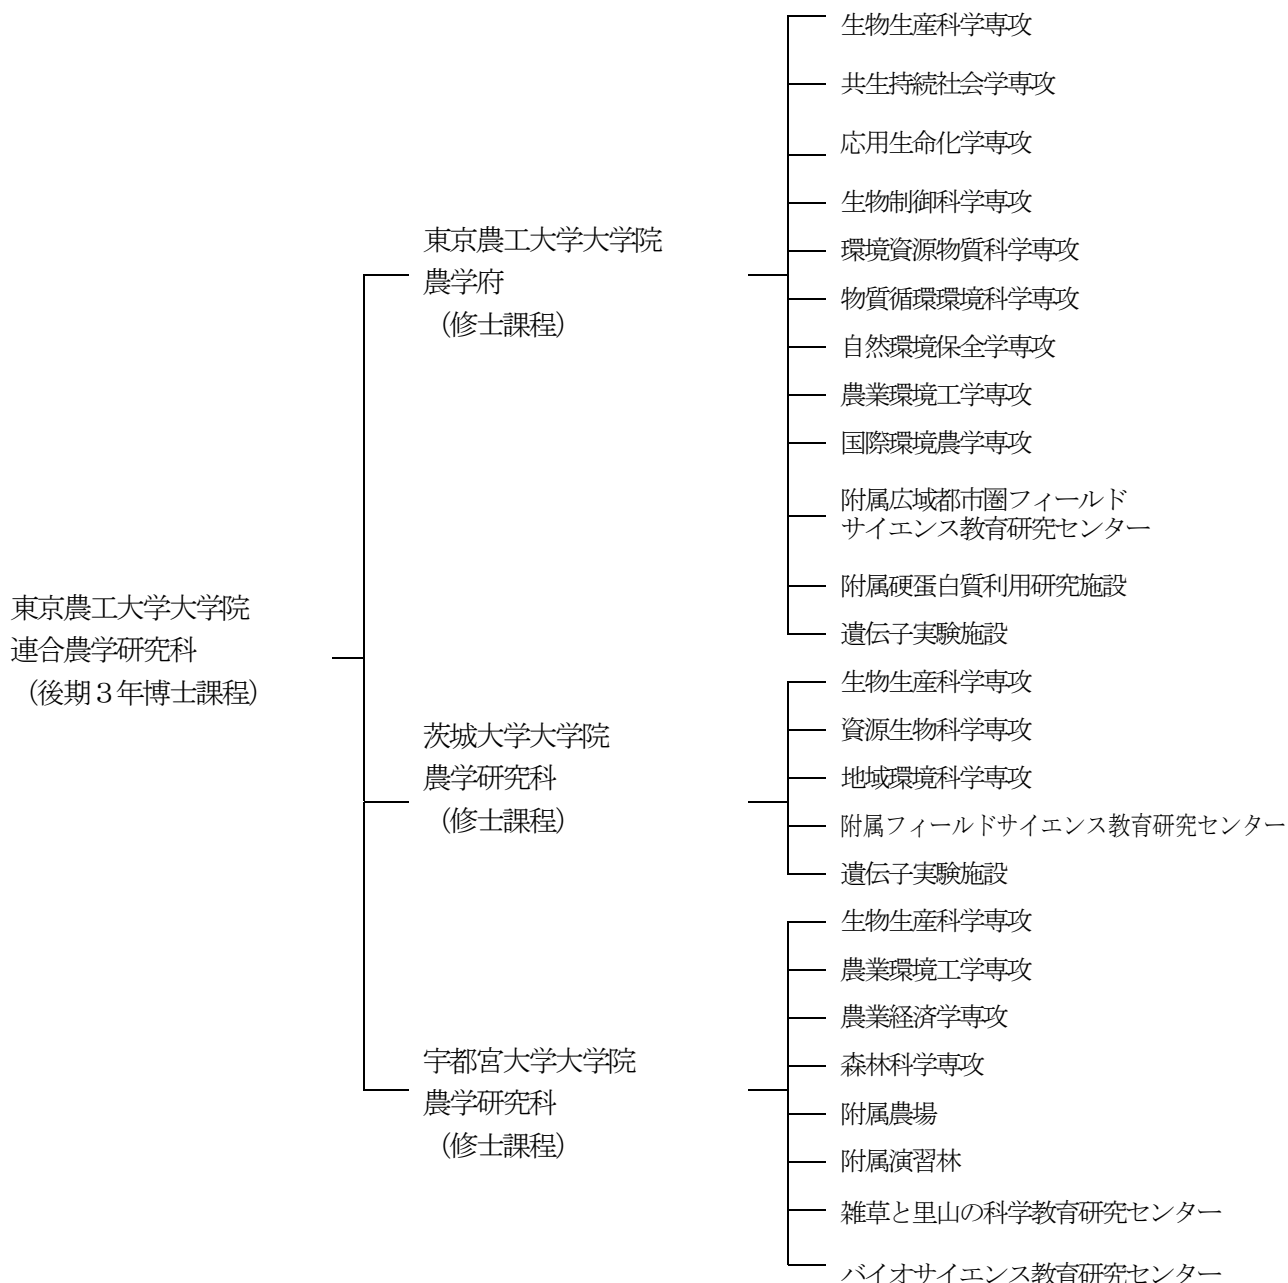 東京農工大学大学院
連合農学研究科
（後期３年博士課程）
東京農工大学大学院
農学府
（修士課程）
生物生産科学専攻
共生持続社会学専攻
応用生命化学専攻
生物制御科学専攻
環境資源物質科学専攻
物質循環環境科学専攻
自然環境保全学専攻
農業環境工学専攻
国際環境農学専攻
附属広域都市圏フィールド
サイエンス教育研究センター
附属硬蛋白質利用研究施設
遺伝子実験施設
茨城大学大学院
農学研究科
（修士課程）
生物生産科学専攻
資源生物科学専攻
地域環境科学専攻
附属フィールドサイエンス教育研究センター
遺伝子実験施設
宇都宮大学大学院
農学研究科
（修士課程）
生物生産科学専攻
農業環境工学専攻
農業経済学専攻
森林科学専攻
附属農場
附属演習林
雑草と里山の科学教育研究センター
バイオサイエンス教育研究センター